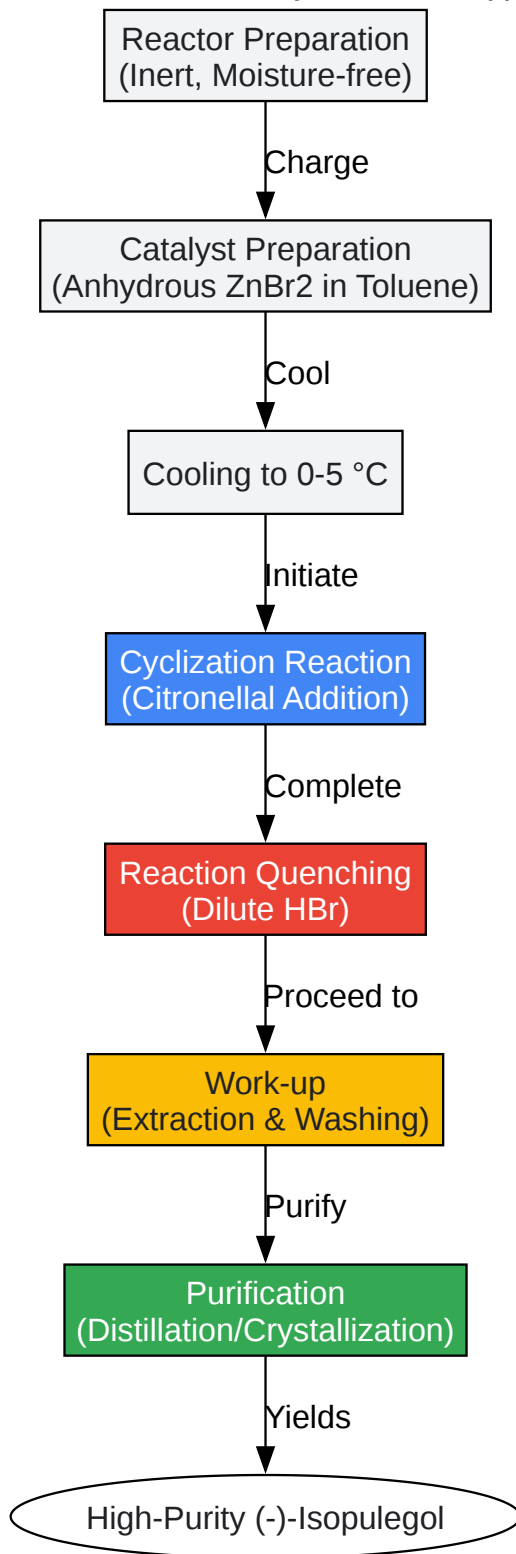 Reactor Preparation
(Inert, Moisture-free)
Charge
Catalyst Preparation
(Anhydrous ZnBr2 in Toluene)
Cool
Cooling to 0-5 °C
Initiate
Cyclization Reaction
(Citronellal Addition)
Complete
Reaction Quenching
(Dilute HBr)
Proceed to
Work-up
(Extraction & Washing)
Purify
Purification
(Distillation/Crystallization)
Yields
High-Purity (-)-Isopulegol